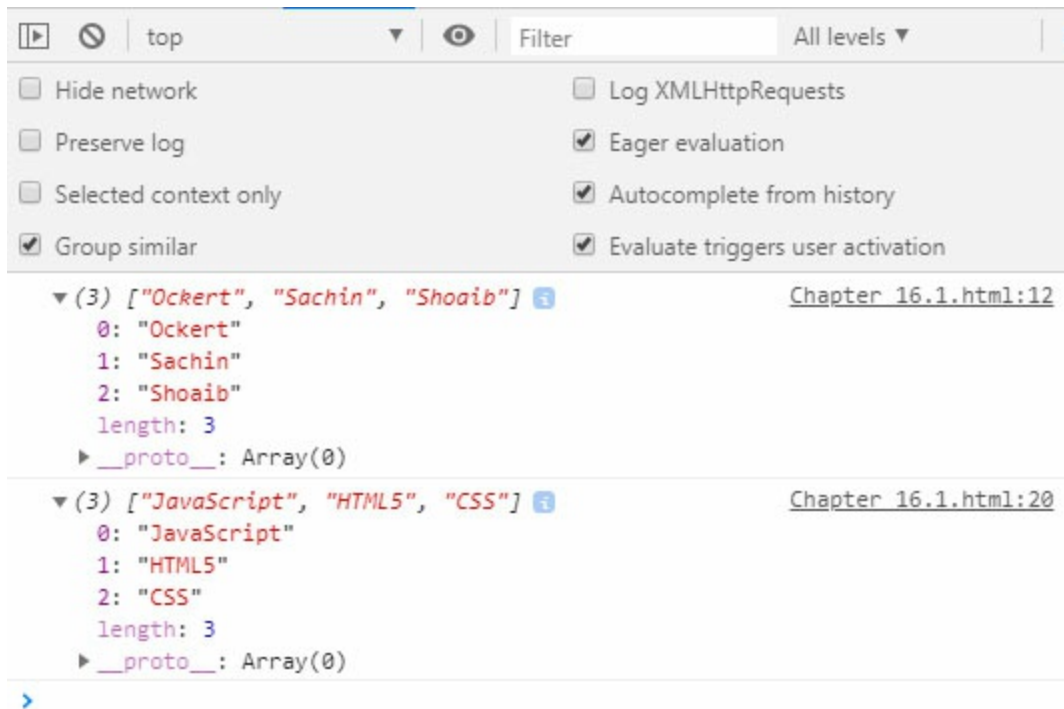 top ▼ Filter All levels ▼
Hide network Log XMLHttpRequests
Preserve log Eager evaluation
Selected context only Autocomplete from history
Group similar Evaluate triggers user activation
▼(3) ["Ockert", "Sachin", "Shoaib"] i Chapter 16.1.html:12
0: "Ockert"
1: "Sachin"
2: "Shoaib"
length: 3
▶ __proto__: Array(0)
▼(3) ["JavaScript", "HTML5", "CSS"] i Chapter 16.1.html:20
0: "JavaScript"
1: "HTML5"
2: "CSS"
length: 3
▶ __proto__: Array(0)
>